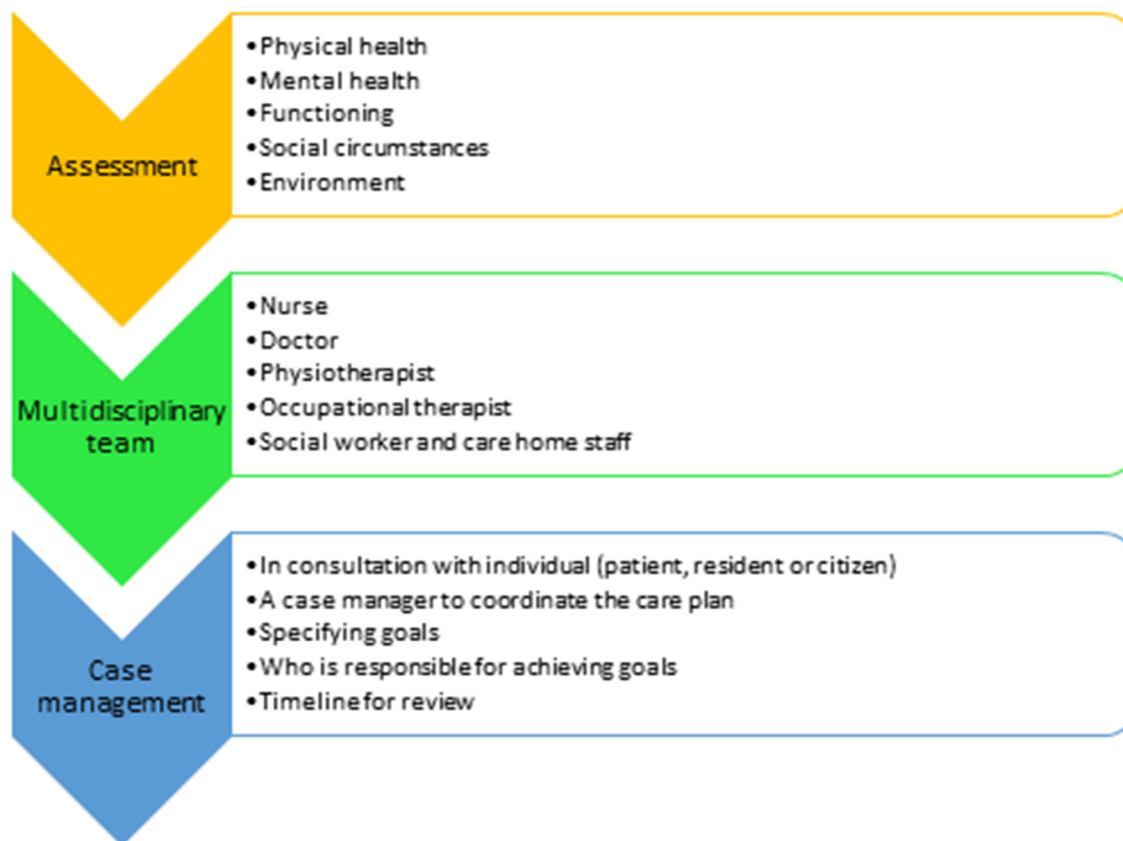 Assessment
•Physical health
•Mental health
•Functioning
•Social circumstances
•Environment
Multidisciplinary
team
•Nurse
•Doctor
•Physiotherapist
•Occupational therapist
•Social worker and care home staff
Case
management
•In consultation with individual (patient, resident or citizen)
•A case manager to coordinate the care plan
•Specifying goals
•Who is responsible for achieving goals
•Timeline for review